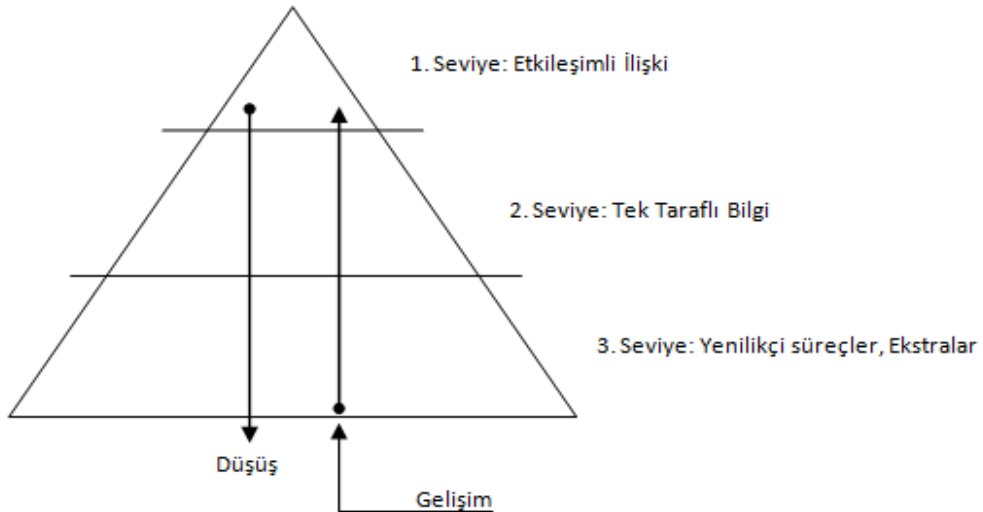 1. Seviye: Etkileşimli İlişki
2. Seviye: Tek Taraflı Bilgi
3. Seviye: Yenilikçi süreçler, Ekstralar
Düşüş
Gelişim